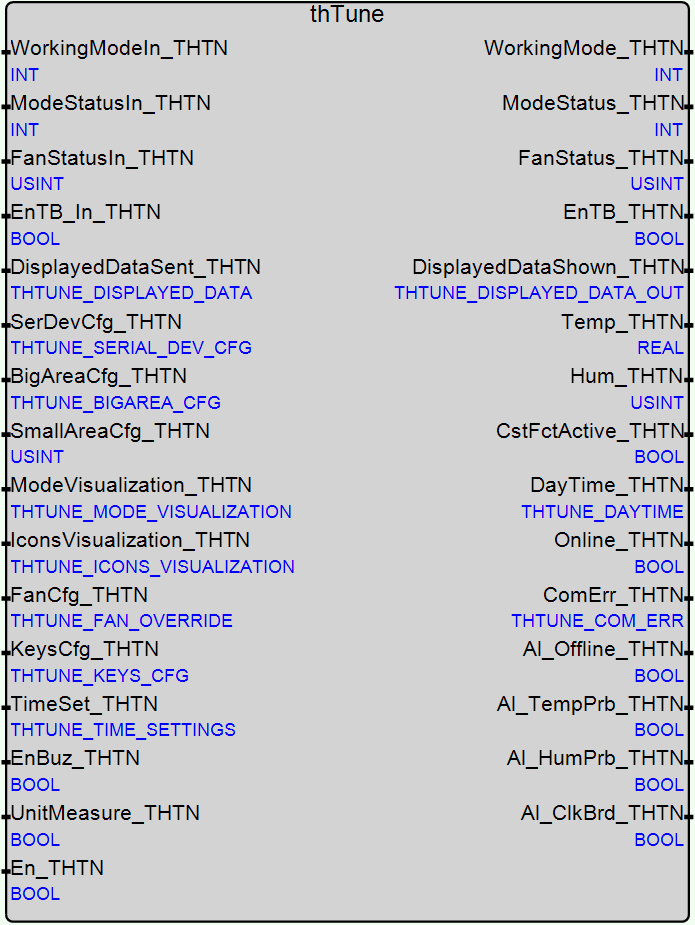 thTune
WorkingModeIn_THTN WorkingMode_THTN
INT INT
ModeStatusIn_THTN ModeStatus_THTN
INT INT
FanStatusIn_THTN FanStatus_THTN
USINT USINT
EnTB_In_THTN EnTB_THTN
BOOL BOOL
DisplayedDataSent_THTN DisplayedDataShown_THTN
THTUNE_DISPLAYED_DATA THTUNE_DISPLAYED_DATA_OUT
SerDevCfg_THTN Temp_THTN
THTUNE_SERIAL_DEV_CFG REAL
BigAreaCfg_THTN Hum_THTN
THTUNE_BIGAREA_CFG USINT
SmallAreaCfg_THTN CstFctActive_THTN
USINT BOOL
ModeVisualization_THTN DayTime_THTN
THTUNE_MODE_VISUALIZATION THTUNE_DAYTIME
IconsVisualization_THTN Online_THTN
THTUNE_ICONS_VISUALIZATION BOOL
FanCfg_THTN ComErr_THTN
THTUNE_FAN_OVERRIDE THTUNE_COM_ERR
KeysCfg_THTN Al_Offline_THTN
THTUNE_KEYS_CFG BOOL
TimeSet_THTN Al_TempPrb_THTN
THTUNE_TIME_SETTINGS BOOL
EnBuz_THTN Al_HumPrb_THTN
BOOL BOOL
UnitMeasure_THTN Al_ClkBrd_THTN
BOOL BOOL
En_THTN
BOOL